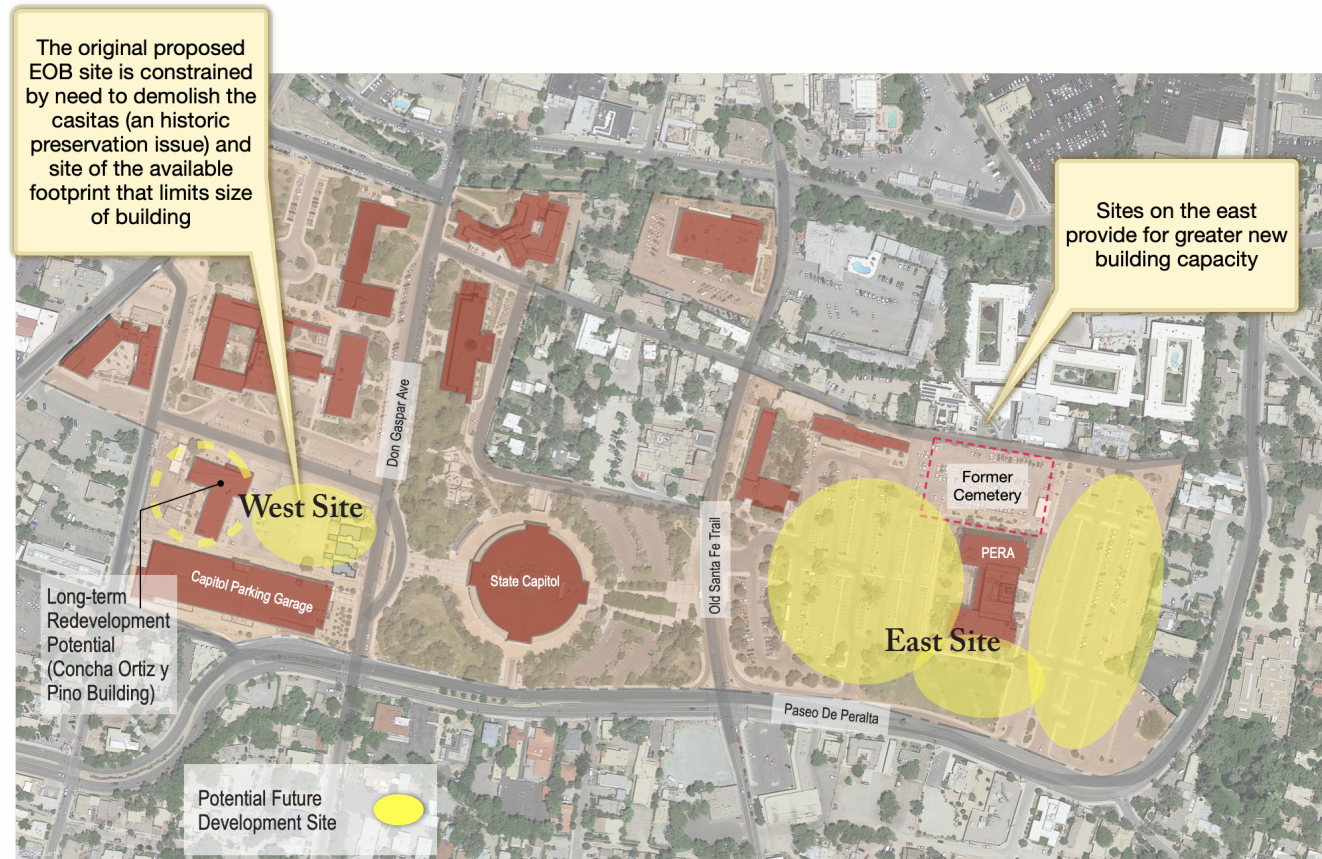 The original proposed
EOB site is constrained
by need to demolish the
casitas (an historic
preservation issue) and
site of the available
footprint that limits size
of building
Sites on the east
provide for greater new
building capacity
Don Gaspar Ave
Former
Cemetery
West Site
PERA
Old Santa Fe Trail
State Capitol
Capitol Parking Garage
Long-term
Redevelopment
Potential
(Concha Ortiz y
Pino Building)
East Site
Paseo De Peralta
Potential Future
Development Site
Google Earth